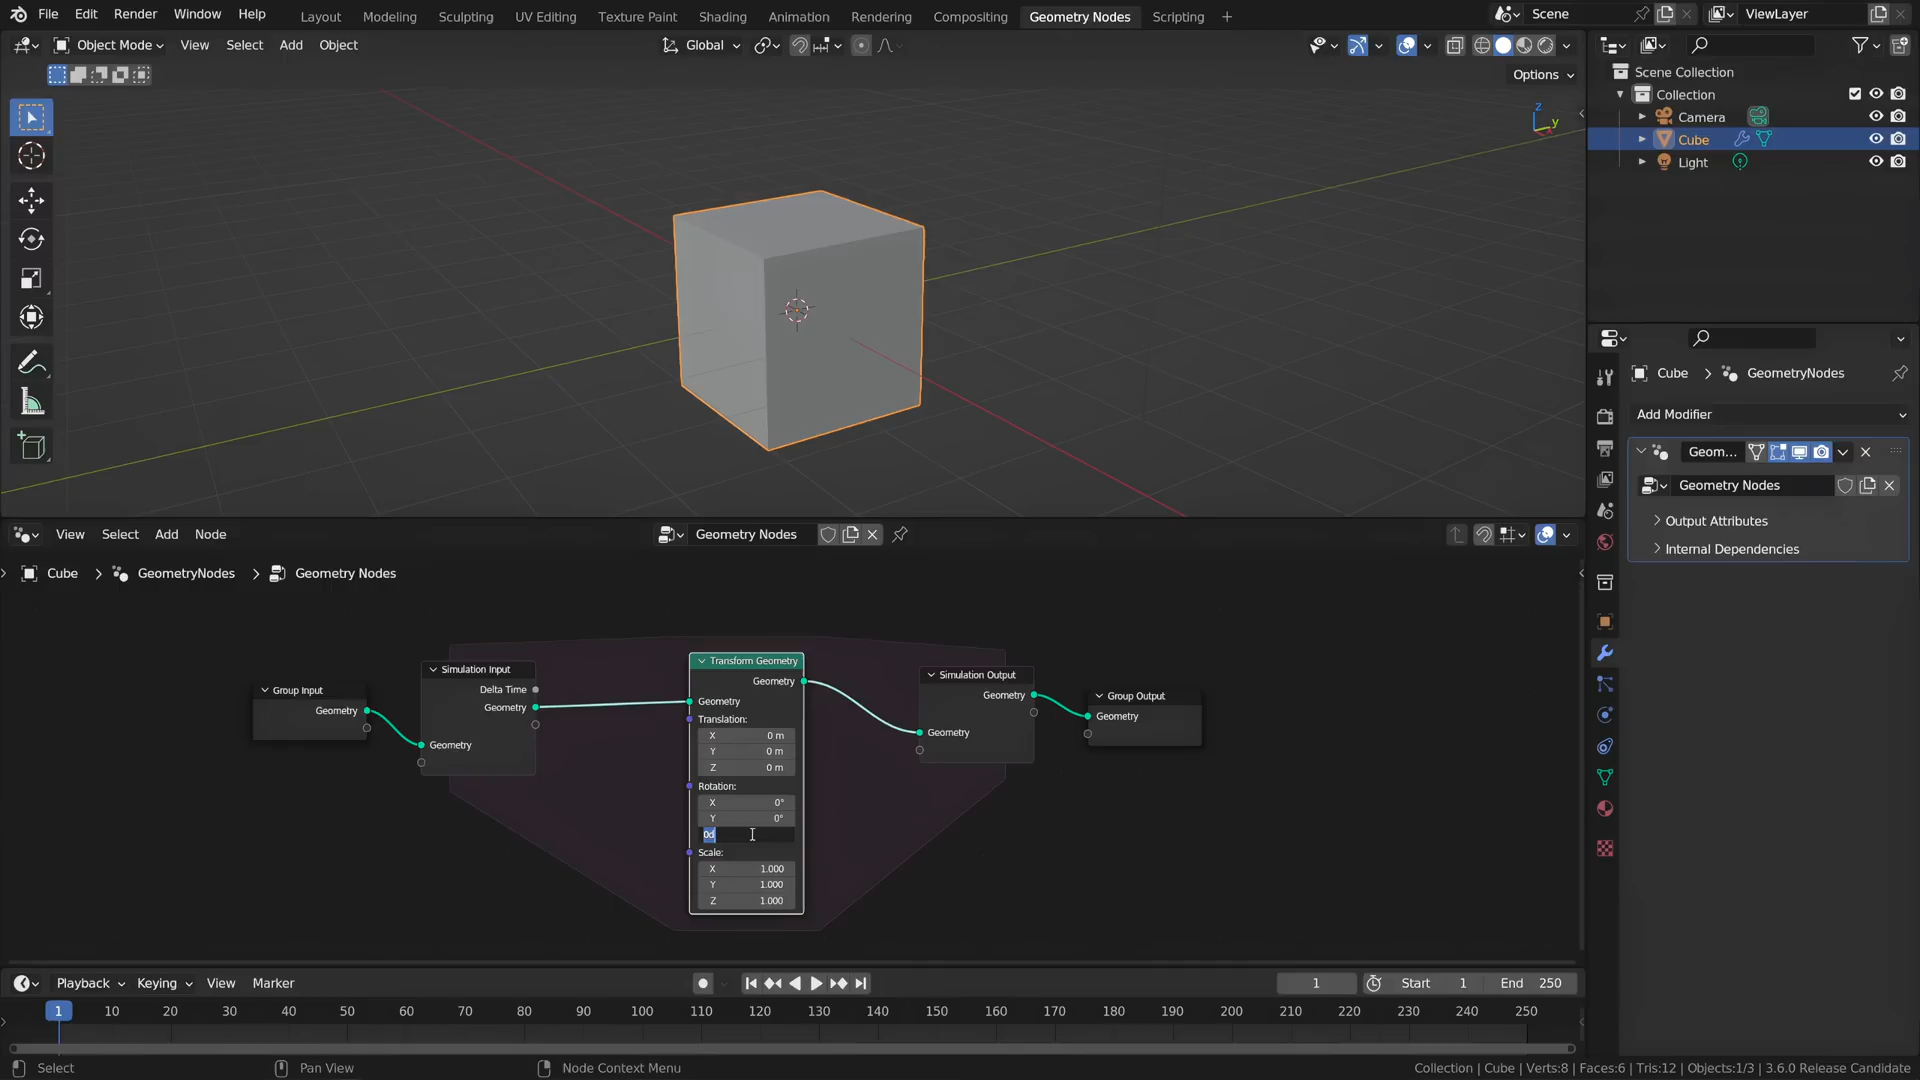 File Edit Render Window Help Layout Modeling Sculpting UV Editing Texture Paint Shading Animation Rendering Compositing Geometry Nodes Scripting + Scene ViewLayer
Object Mode View Select Add Object Global
Options
Z
Y
Scene Collection
Collection
Camera
Cube
Light
Cube > GeometryNodes
Add Modifier
Geom...
Geometry Nodes
Output Attributes
Internal Dependencies
View Select Add Node Geometry Nodes
Cube > GeometryNodes > Geometry Nodes
Group Input
Geometry
Simulation Input
Delta Time
Geometry
Geometry
Transform Geometry
Geometry
Geometry
Translation:
X 0 m
Y 0 m
Z 0 m
Rotation:
X 0°
Y 0°
0d
Scale:
X 1.000
Y 1.000
Z 1.000
Simulation Output
Geometry
Geometry
Group Output
Geometry
Playback Keying View Marker 1 Start 1 End 250
1 10 20 30 40 50 60 70 80 90 100 110 120 130 140 150 160 170 180 190 200 210 220 230 240 250
Select Pan View Node Context Menu Collection | Cube | Verts:8 | Faces:6 | Tris:12 | Objects:1/3 | 3.6.0 Release Candidate